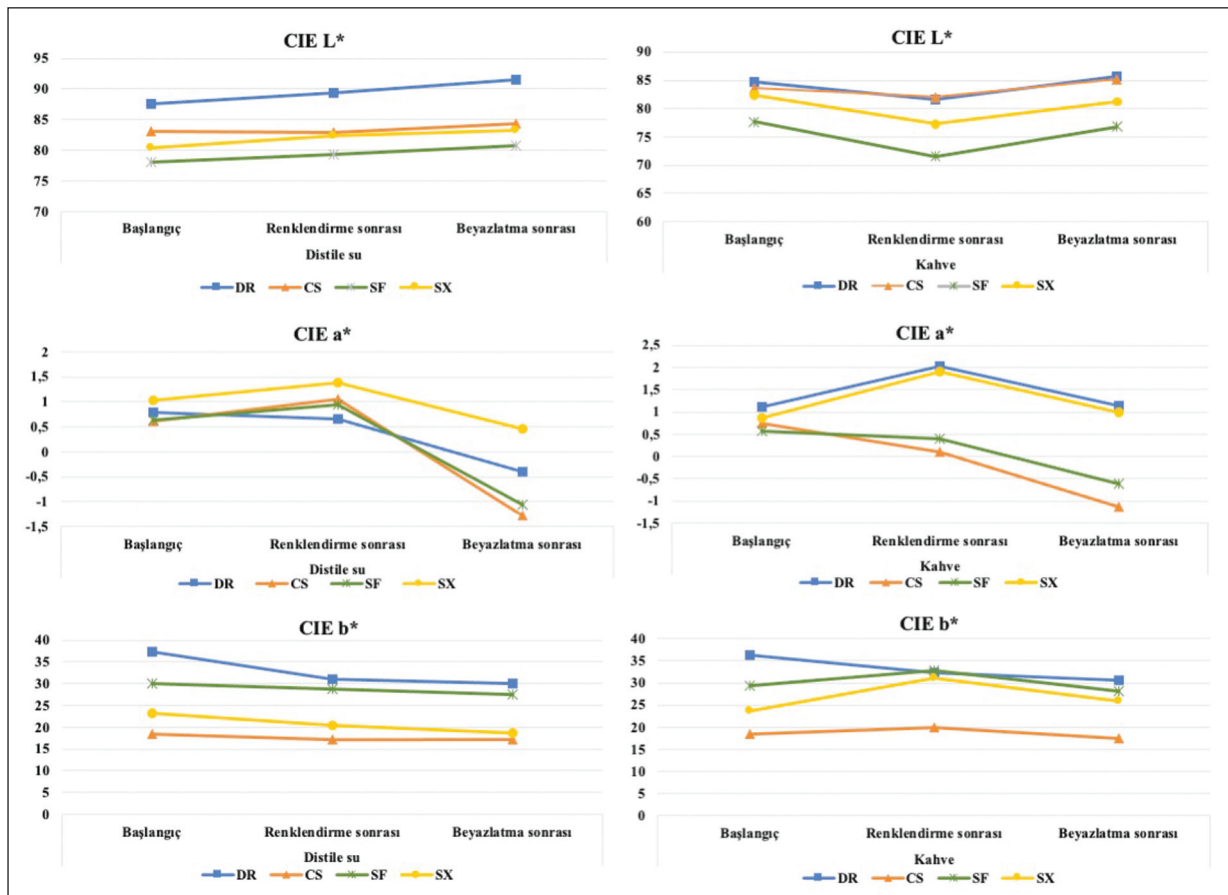 CIE L*
95
90
85
80
75
70
Başlangıç Renklendirme sonrası Beyazlatma sonrası
Distile su
DR CS SF SX
CIE L*
90
85
80
75
70
65
60
Başlangıç Renklendirme sonrası Beyazlatma sonrası
Kahve
DR CS SF SX
CIE a*
2
1,5
1
0,5
0
-0,5
-1
-1,5
Başlangıç Renklendirme sonrası Beyazlatma sonrası
Distile su
DR CS SF SX
CIE a*
2,5
2
1,5
1
0,5
0
-0,5
-1
-1,5
Başlangıç Renklendirme sonrası Beyazlatma sonrası
Kahve
DR CS SF SX
CIE b*
40
35
30
25
20
15
10
5
0
Başlangıç Renklendirme sonrası Beyazlatma sonrası
Distile su
DR CS SF SX
CIE b*
40
35
30
25
20
15
10
5
0
Başlangıç Renklendirme sonrası Beyazlatma sonrası
Kahve
DR CS SF SX